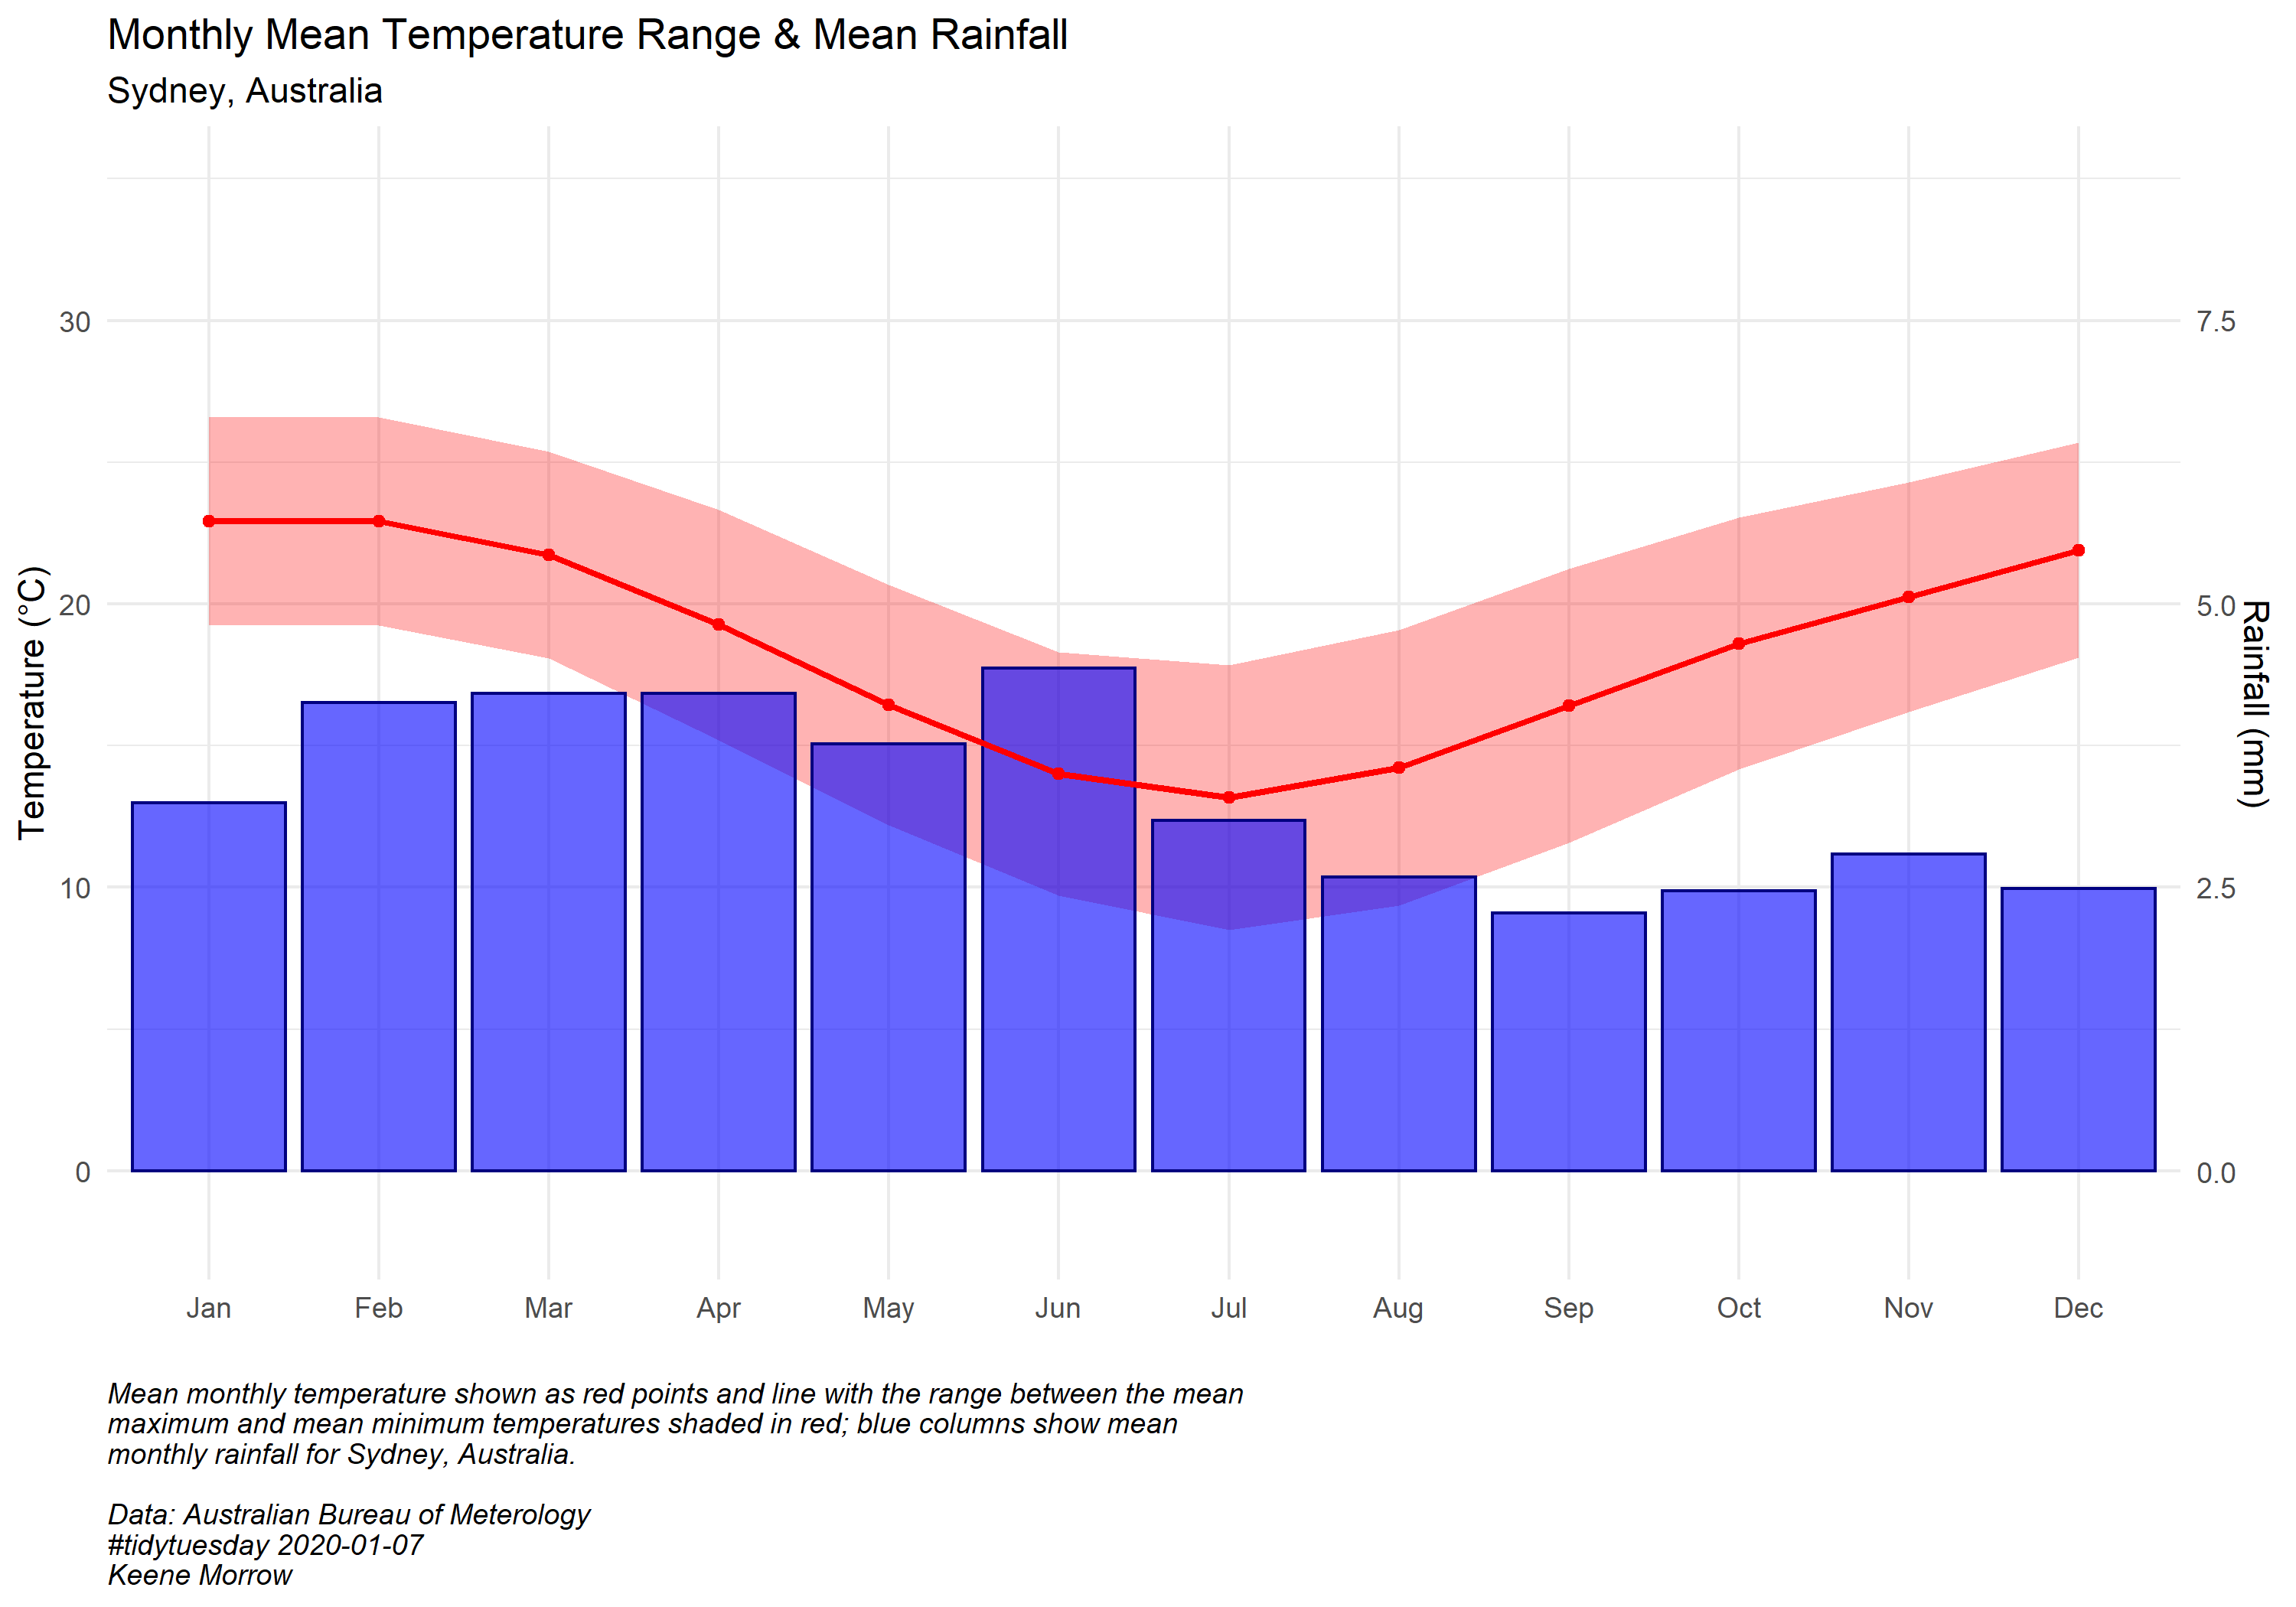 Monthly Mean Temperature Range & Mean Rainfall
Sydney, Australia
Temperature (°C)
30
20
10
0
7.5
5.0
2.5
0.0
Rainfall (mm)
Jan Feb Mar Apr May Jun Jul Aug Sep Oct Nov Dec
Mean monthly temperature shown as red points and line with the range between the mean
maximum and mean minimum temperatures shaded in red; blue columns show mean
monthly rainfall for Sydney, Australia.
Data: Australian Bureau of Meterology
#tidytuesday 2020-01-07
Keene Morrow